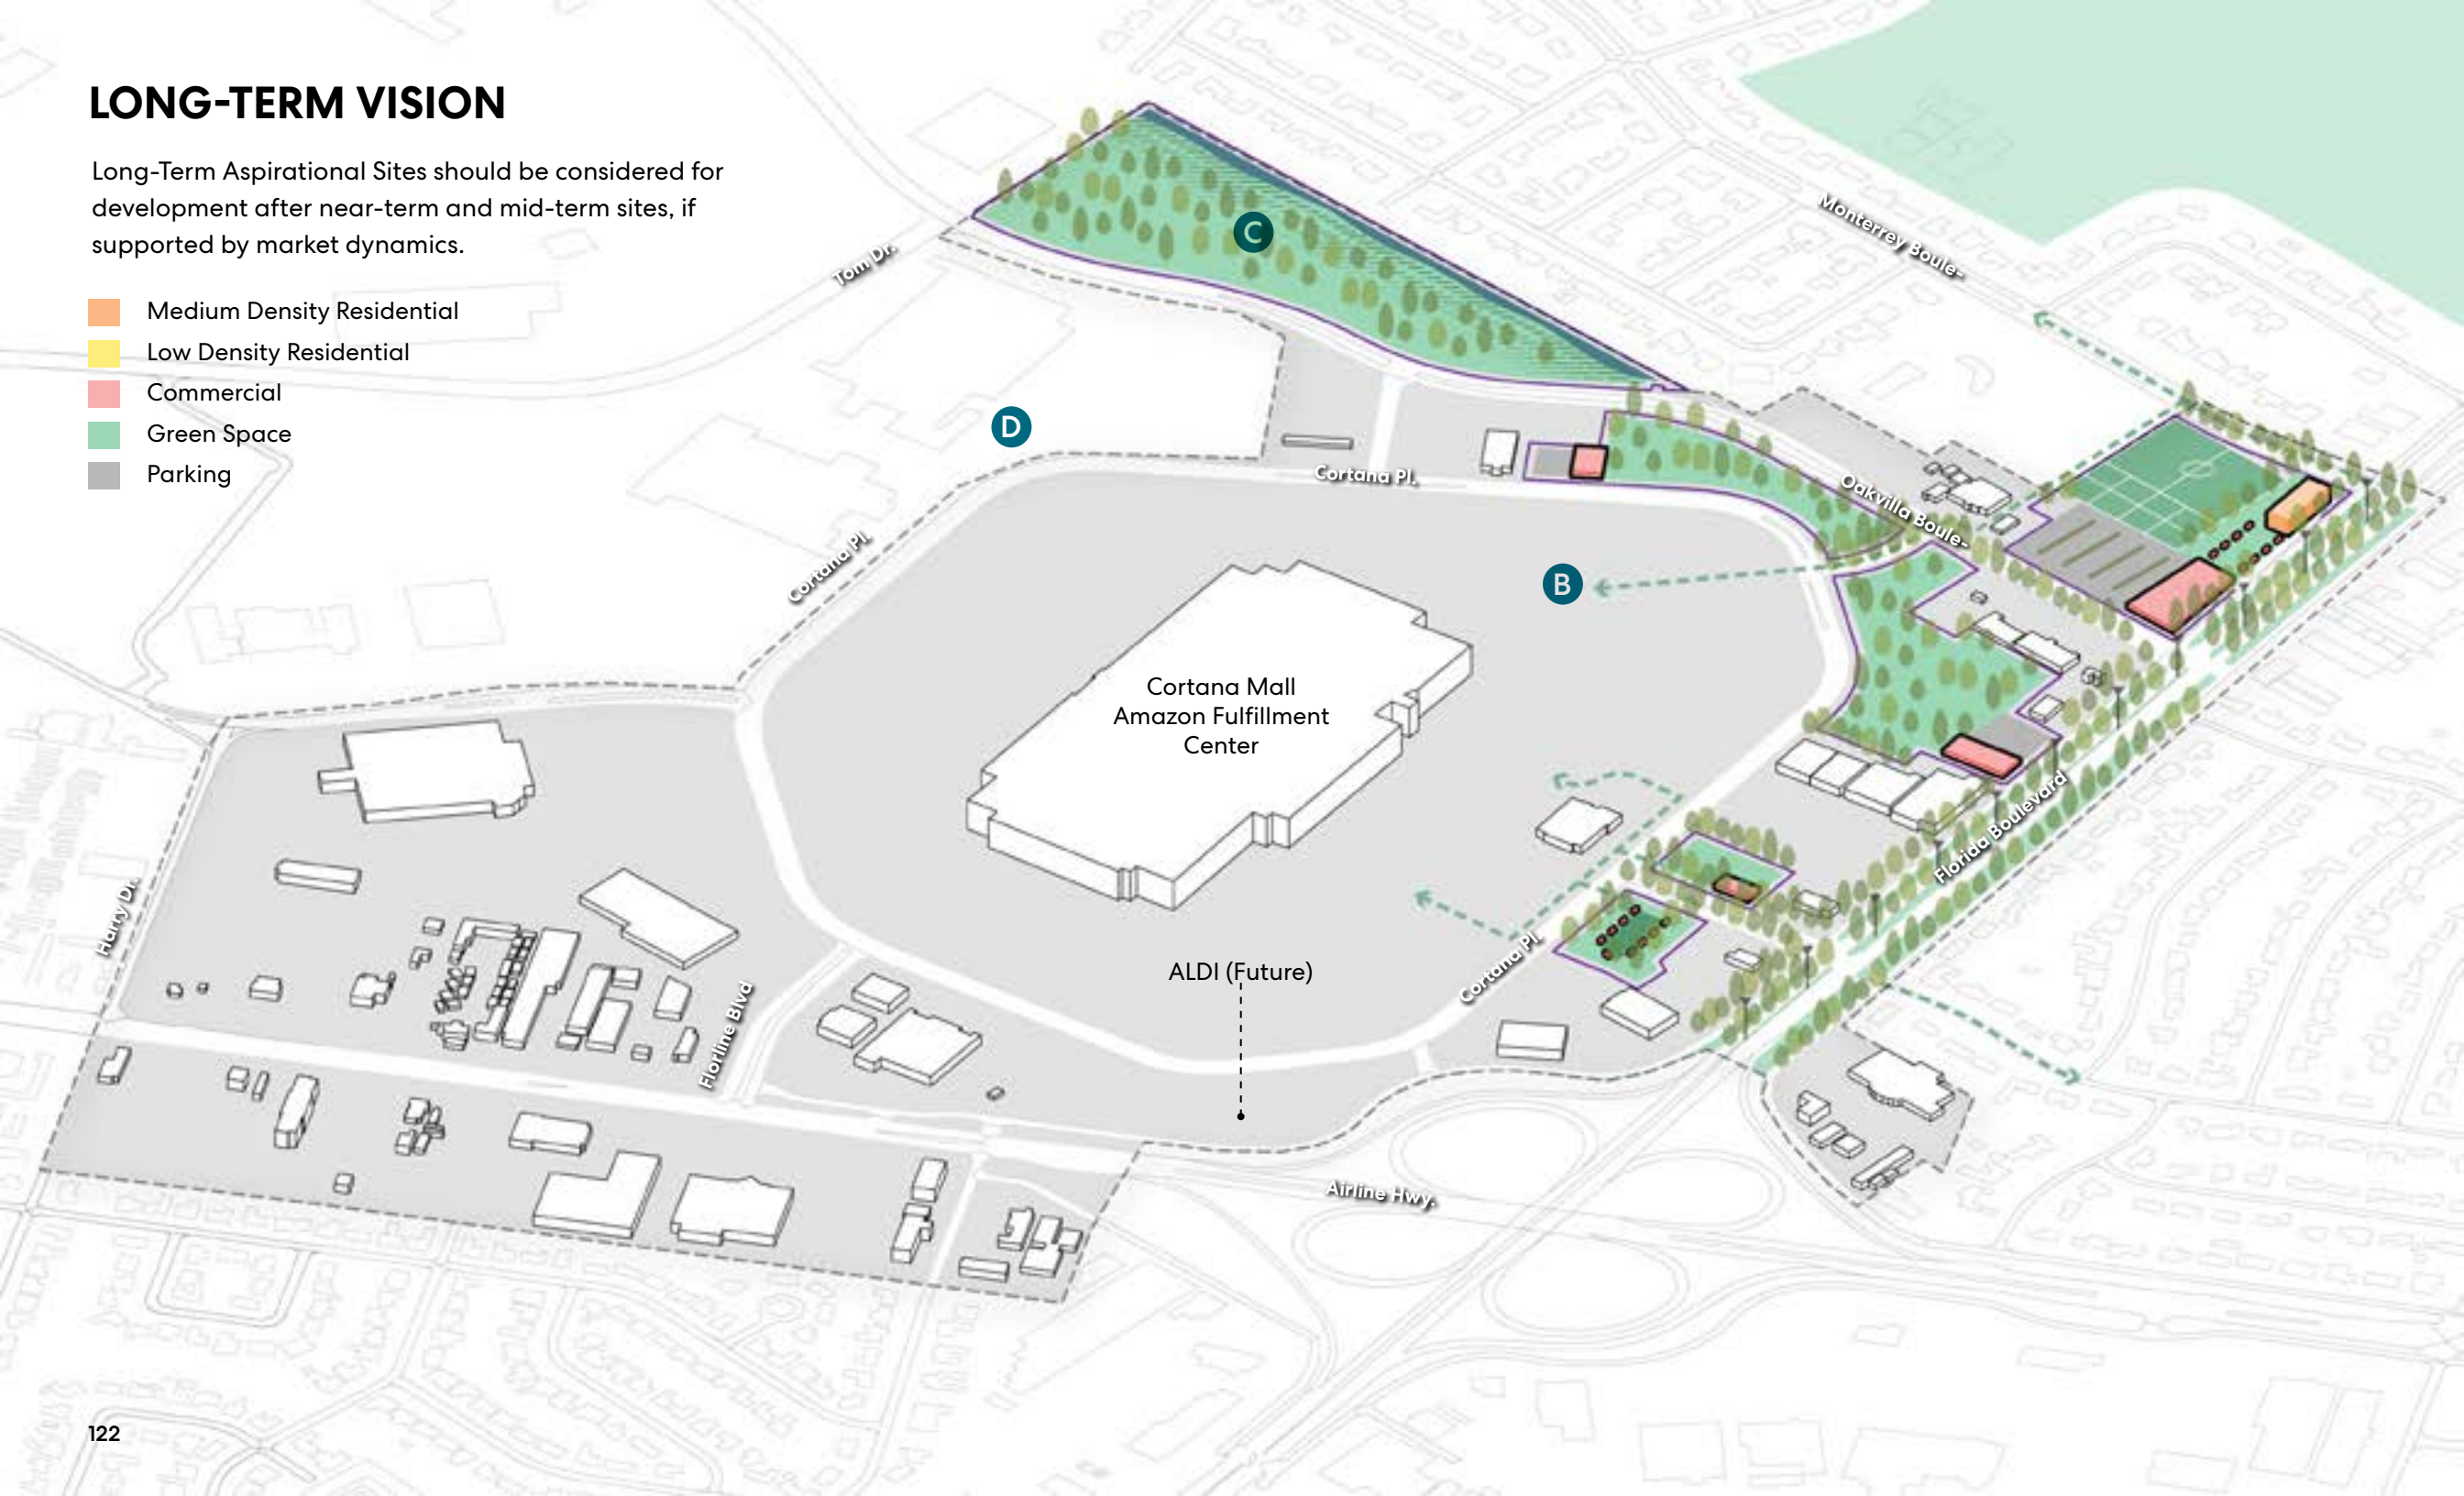 LONG-TERM VISION
Long-Term Aspirational Sites should be considered for
development after near-term and mid-term sites, if
supported by market dynamics.
Medium Density Residential
Low Density Residential
Commercial
Green Space
Parking
C
D
B
Tom Dr.
Monterrey Boule-
Cortana Pl.
Oakvilla Boule-
Cortana Pl.
Cortana Mall
Amazon Fulfillment
Center
Florida Boulevard
Harry Dr.
ALDI (Future)
Cortana Pl.
Florline Blvd
Airline Hwy.
122